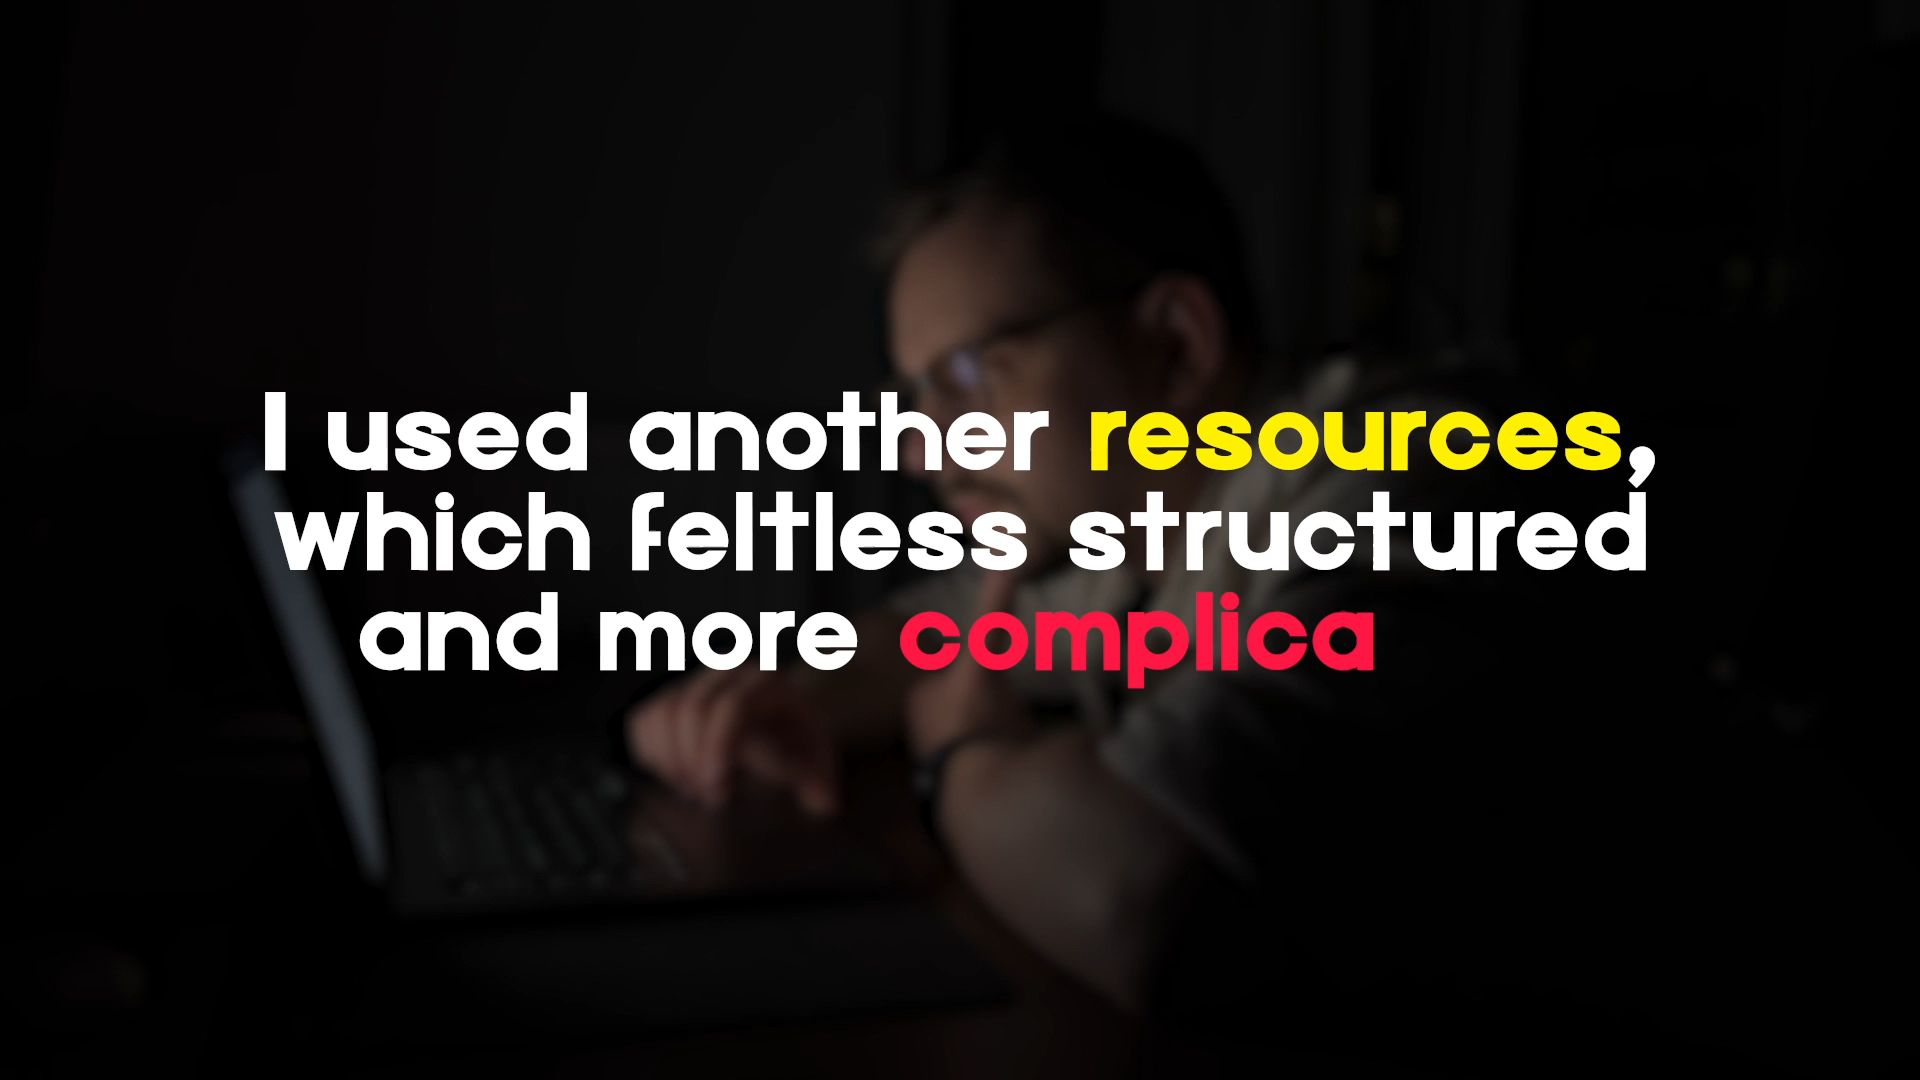 I used another resources,
which feltless structured
and more complica